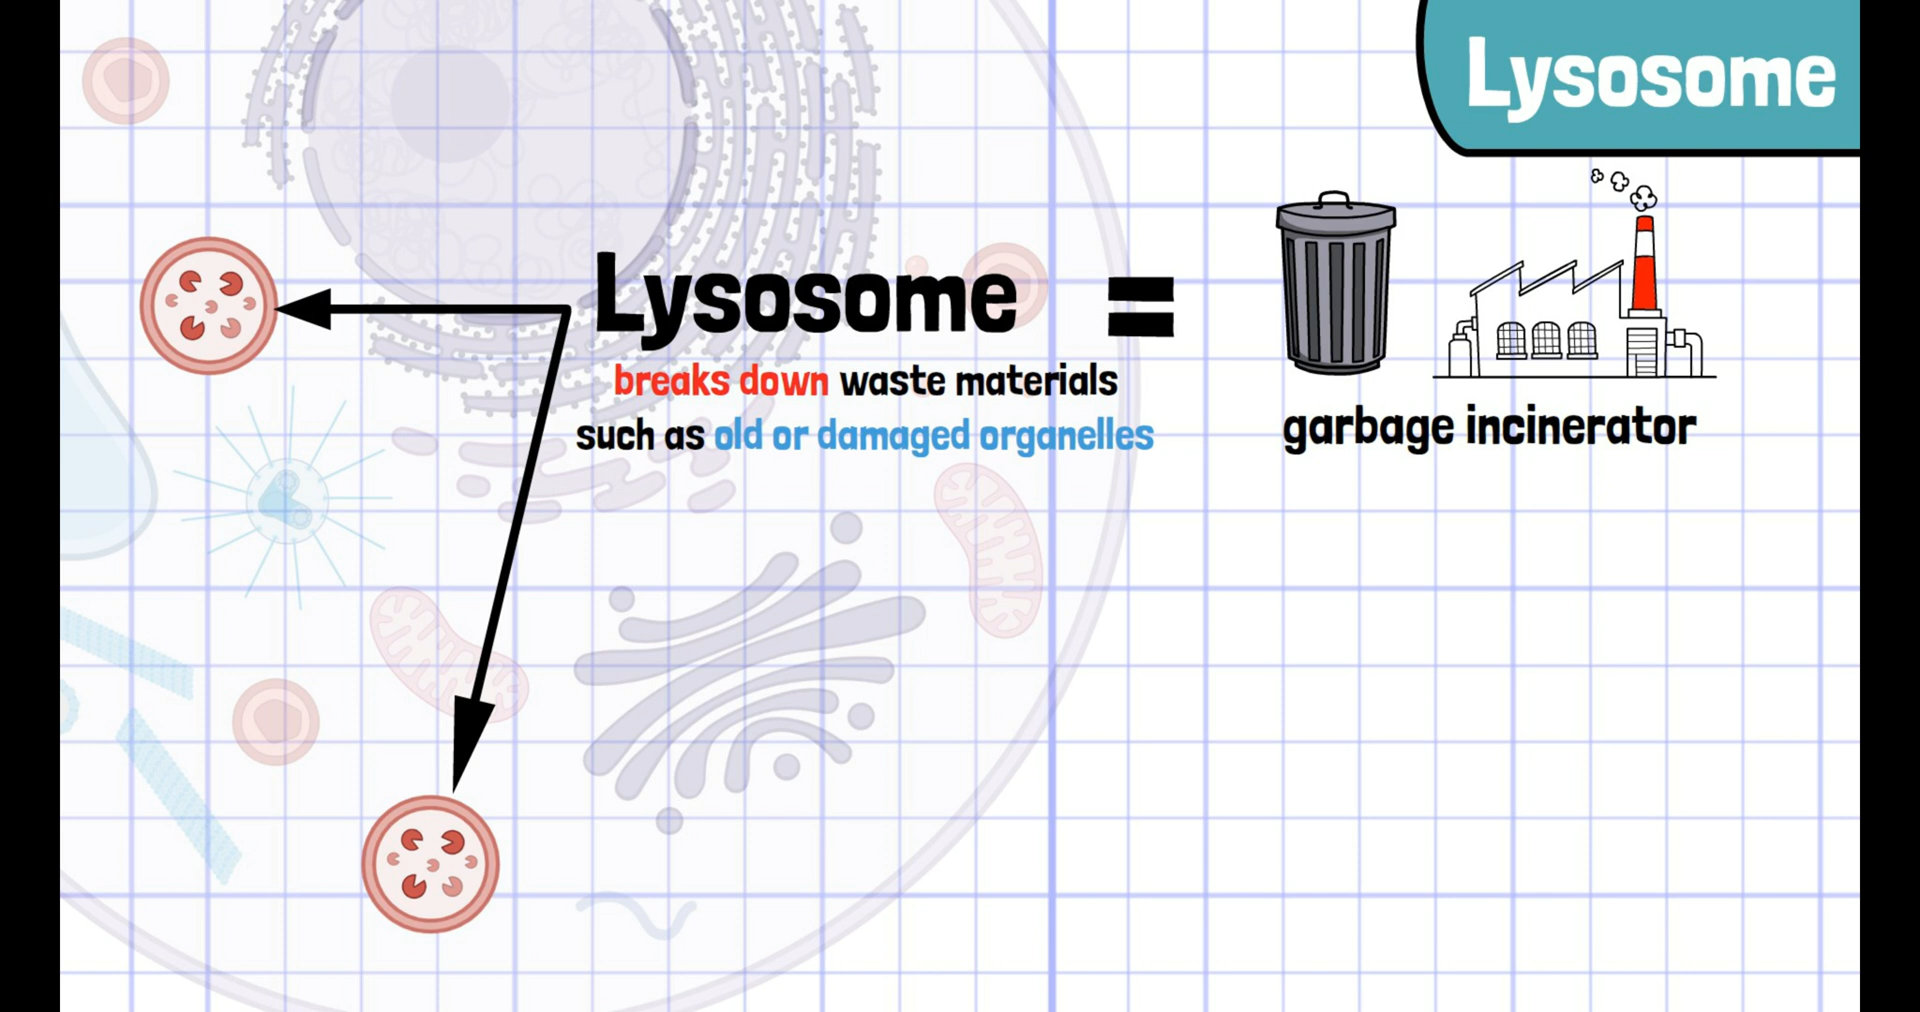 Lysosome
Lysosome =
breaks down waste materials
such as old or damaged organelles
garbage incinerator